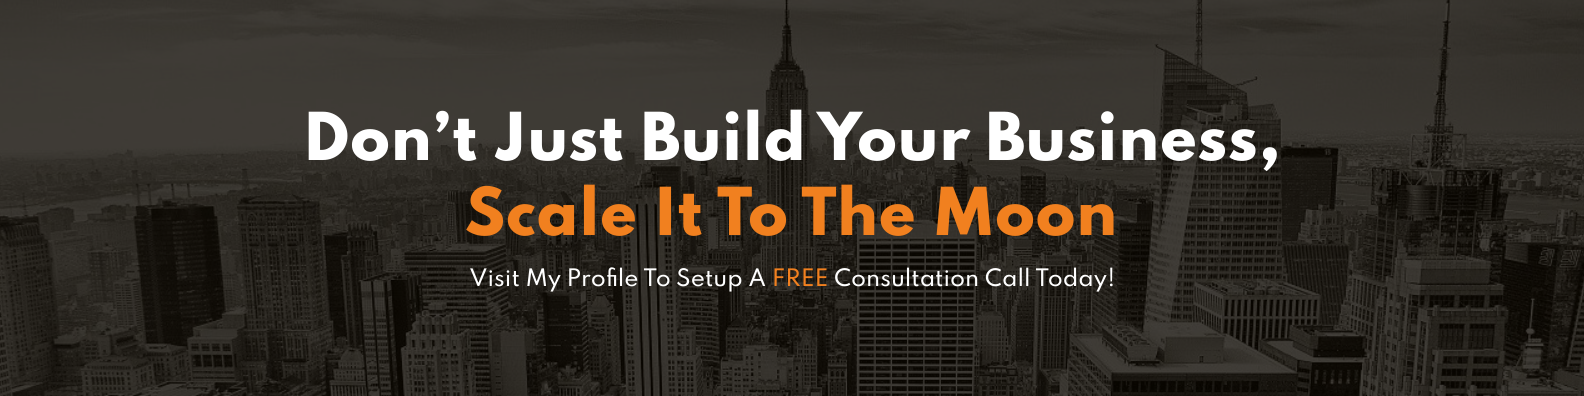 Don’t Just Build Your Business,
Scale It To The Moon
Visit My Profile To Setup A FREE Consultation Call Today!